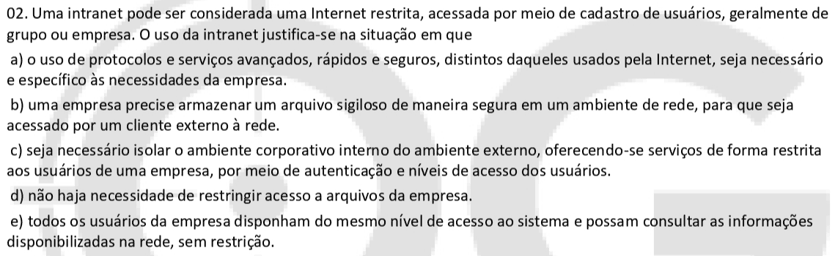 02. Uma intranet pode ser considerada uma Internet restrita, acessada por meio de cadastro de usuários, geralmente de
grupo ou empresa. O uso da intranet justifica-se na situação em que
a) o uso de protocolos e serviços avançados, rápidos e seguros, distintos daqueles usados pela Internet, seja necessário
e específico às necessidades da empresa.
b) uma empresa precise armazenar um arquivo sigiloso de maneira segura em um ambiente de rede, para que seja
acessado por um cliente externo à rede.
c) seja necessário isolar o ambiente corporativo interno do ambiente externo, oferecendo-se serviços de forma restrita
aos usuários de uma empresa, por meio de autenticação e níveis de acesso dos usuários.
d) não haja necessidade de restringir acesso a arquivos da empresa.
e) todos os usuários da empresa disponham do mesmo nível de acesso ao sistema e possam consultar as informações
disponibilizadas na rede, sem restrição.